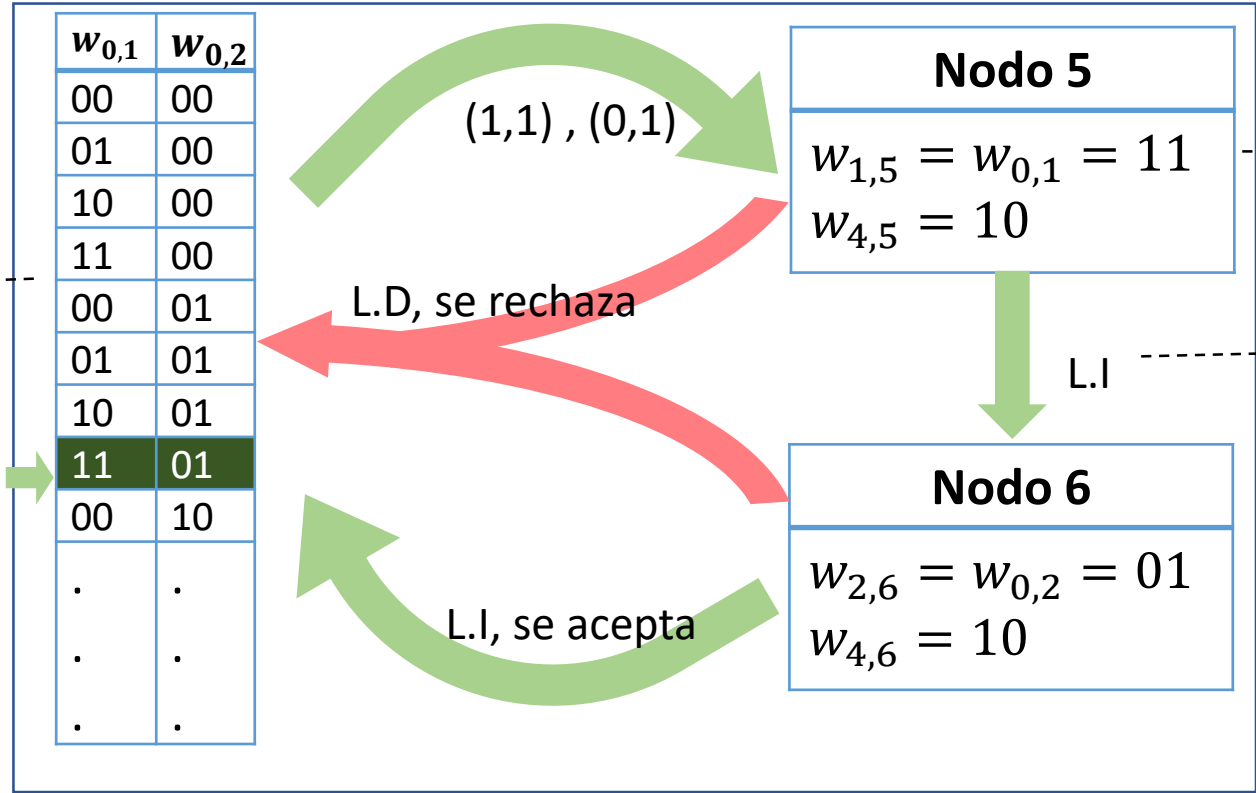 w0,1 w0,2
00 00
01 00
10 00
11 00
00 01
01 01
10 01
11 01
00 10
. .
. .
. .
(1,1) , (0,1)
L.D, se rechaza
L.I, se acepta
Nodo 5
w1,5 = w0,1 = 11
w4,5 = 10
L.I
Nodo 6
w2,6 = w0,2 = 01
w4,6 = 10